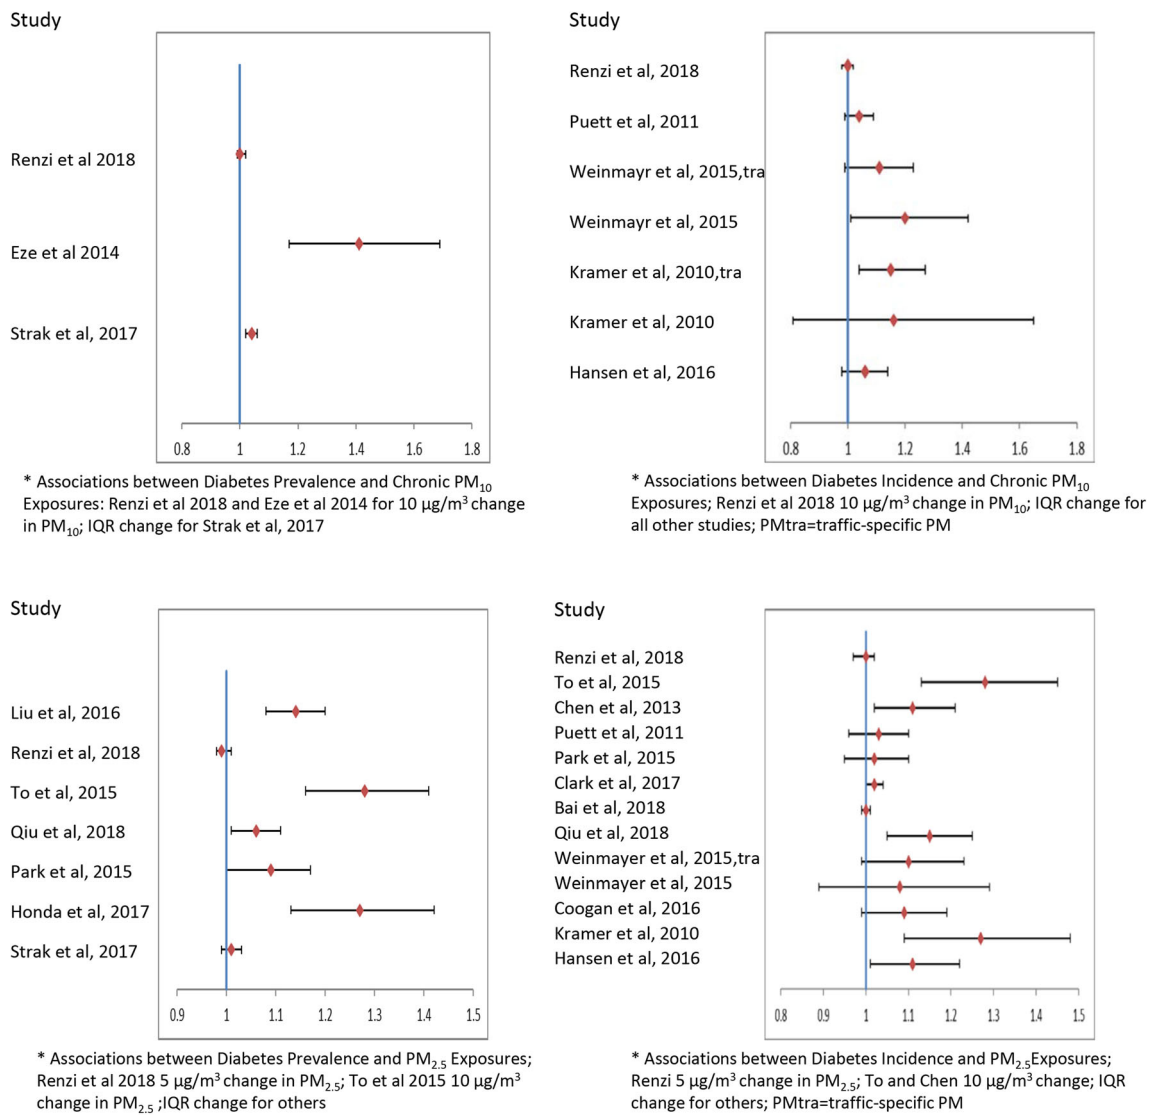 Study
Renzi et al 2018
Eze et al 2014
Strak et al, 2017
0.8 1 1.2 1.4 1.6 1.8
* Associations between Diabetes Prevalence and Chronic PM10
Exposures: Renzi et al 2018 and Eze et al 2014 for 10 µg/m³ change
in PM10; IQR change for Strak et al, 2017
Study
Renzi et al, 2018
Puett et al, 2011
Weinmayr et al, 2015,tra
Weinmayr et al, 2015
Kramer et al, 2010,tra
Kramer et al, 2010
Hansen et al, 2016
0.8 1 1.2 1.4 1.6 1.8
* Associations between Diabetes Incidence and Chronic PM10
Exposures; Renzi et al 2018 10 µg/m³ change in PM10; IQR change for
all other studies; PMtra=traffic-specific PM
Study
Liu et al, 2016
Renzi et al, 2018
To et al, 2015
Qiu et al, 2018
Park et al, 2015
Honda et al, 2017
Strak et al, 2017
0.9 1 1.1 1.2 1.3 1.4 1.5
* Associations between Diabetes Prevalence and PM2.5 Exposures;
Renzi et al 2018 5 µg/m³ change in PM2.5; To et al 2015 10 µg/m³
change in PM2.5 ;IQR change for others
Study
Renzi et al, 2018
To et al, 2015
Chen et al, 2013
Puett et al, 2011
Park et al, 2015
Clark et al, 2017
Bai et al, 2018
Qiu et al, 2018
Weinmayer et al, 2015,tra
Weinmayer et al, 2015
Coogan et al, 2016
Kramer et al, 2010
Hansen et al, 2016
0.8 0.9 1 1.1 1.2 1.3 1.4 1.5
* Associations between Diabetes Incidence and PM2.5Exposures;
Renzi 5 µg/m³ change in PM2.5; To and Chen 10 µg/m³ change; IQR
change for others; PMtra=traffic-specific PM